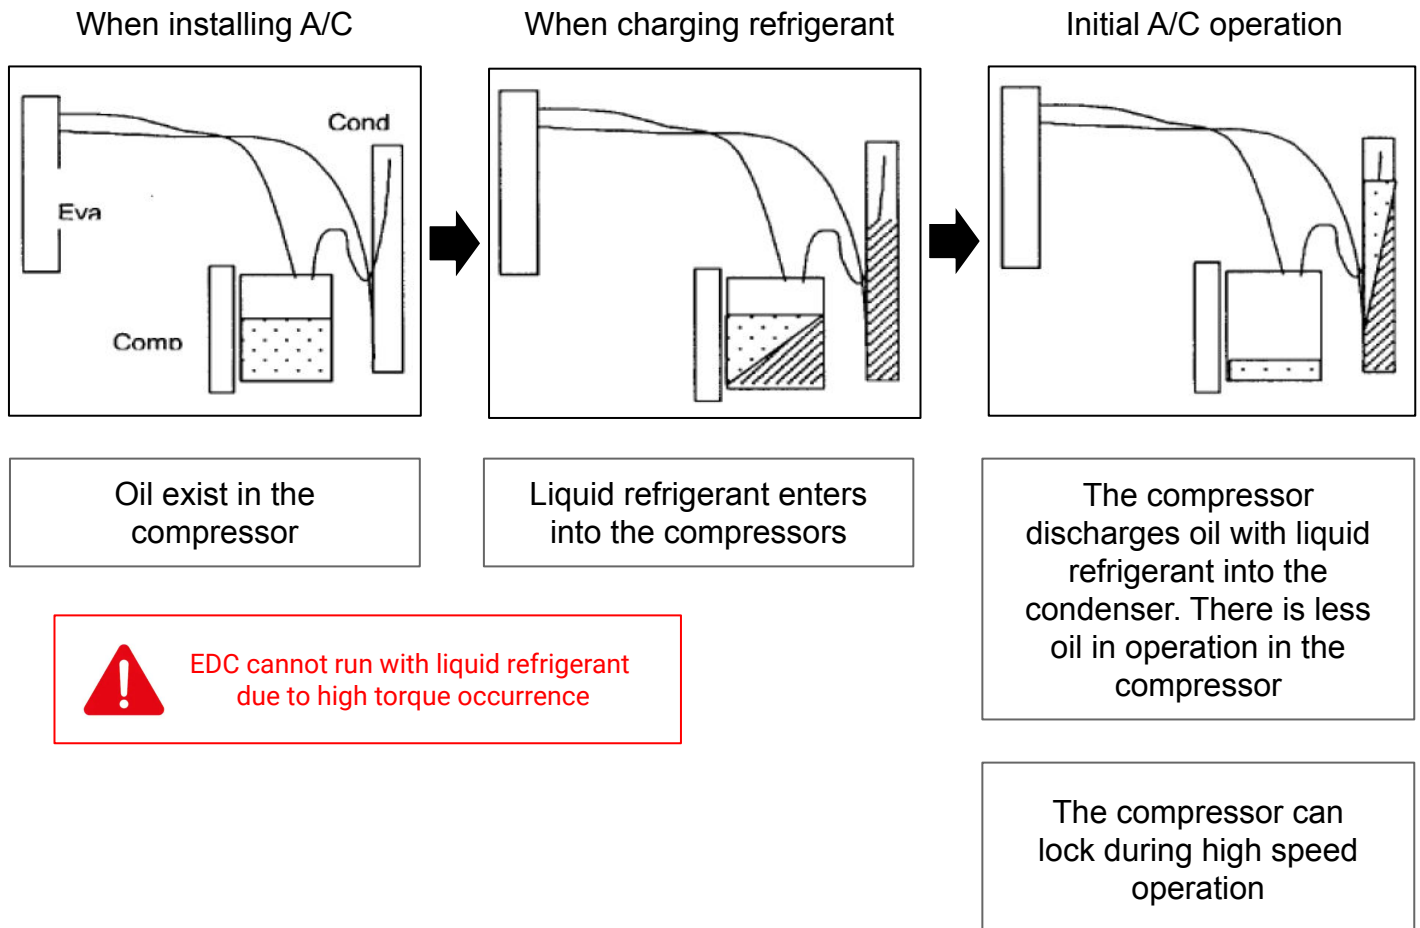 When installing A/C
When charging refrigerant
Initial A/C operation
Cond
Eva
Comp
Oil exist in the
compressor
Liquid refrigerant enters
into the compressors
The compressor
discharges oil with liquid
refrigerant into the
condenser. There is less
oil in operation in the
compressor
EDC cannot run with liquid refrigerant
due to high torque occurrence
The compressor can
lock during high speed
operation